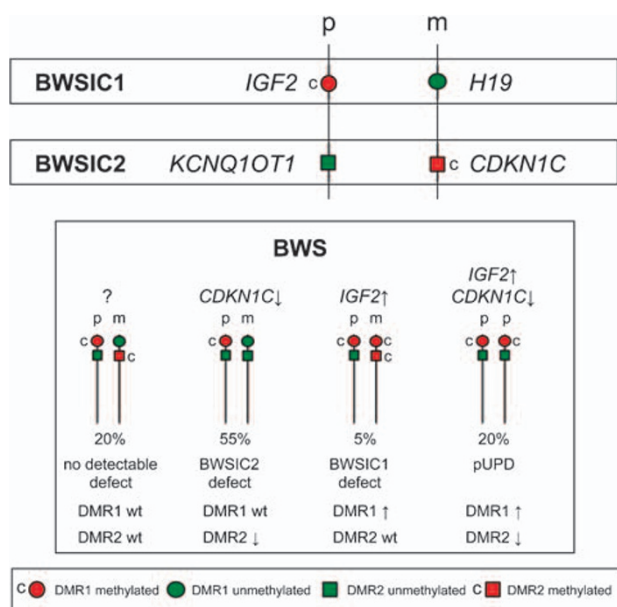 p m
BWSIC1 IGF2 c H19
BWSIC2 KCNQ1OT1 c CDKN1C
BWS
? CDKN1C↓ IGF2↑ IGF2↑ CDKN1C↓
p m p m p m p p
c c c c c c
c
20% 55% 5% 20%
no detectable defect BWSIC2 defect BWSIC1 defect pUPD
DMR1 wt DMR1 wt DMR1 ↑ DMR1 ↑
DMR2 wt DMR2 ↓ DMR2 wt DMR2 ↓
c DMR1 methylated DMR1 unmethylated DMR2 unmethylated c DMR2 methylated